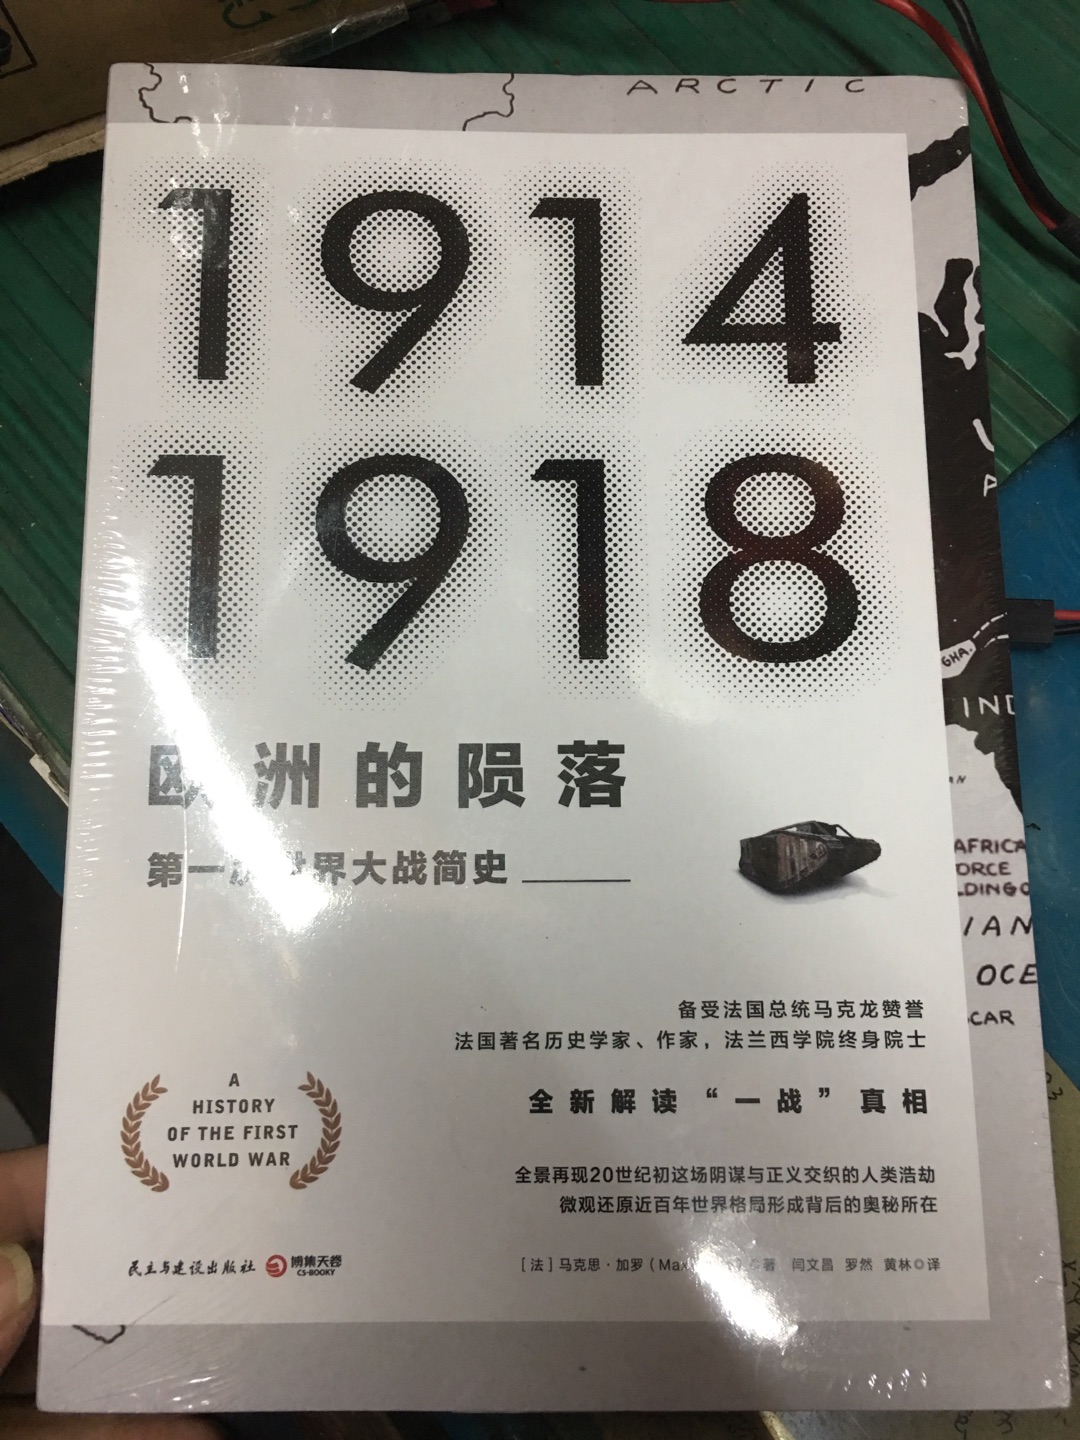 ARCTIC
1914
1918
欧洲的陨落
第一次世界大战简史
备受法国总统马克龙赞誉
法国著名历史学家、作家，法兰西学院终身院士
全新解读“一战”真相
A
HISTORY
OF THE FIRST
WORLD WAR
全景再现20世纪初这场阴谋与正义交织的人类浩劫
微观还原近百年世界格局形成背后的奥秘所在
民主与建设出版社
博集天卷
CS-BOOKY
[法]马克思·加罗（Max 著 闫文昌 罗然 黄林◎译
GHA.
IND
AFRICA
ORCE
LDING
IAN
OCE
SCAR